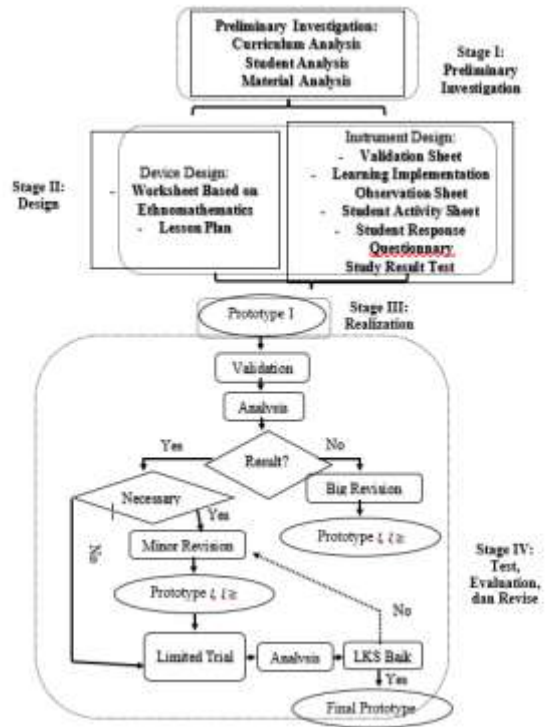 Preliminary Investigation:
Curriculum Analysis
Student Analysis
Material Analysis
Stage I:
Preliminary
Investigation
Stage II:
Design
Device Design:
- Worksheet Based on
Ethnomathematics
- Lesson Plan
Instrument Design:
- Validation Sheet
- Learning Implementation
Observation Sheet
- Student Activity Sheet
- Student Response
Questionnary
Study Result Test
Stage III:
Realization
Prototype I
Validation
Analysis
Yes
Result?
No
Necessary
Big Revision
Yes
No
Minor Revision
Prototype
Prototype
Stage IV:
Test,
Evaluation,
dan Revise
No
Limited Trial
Analysis
LKS Baik
Yes
Final Prototype